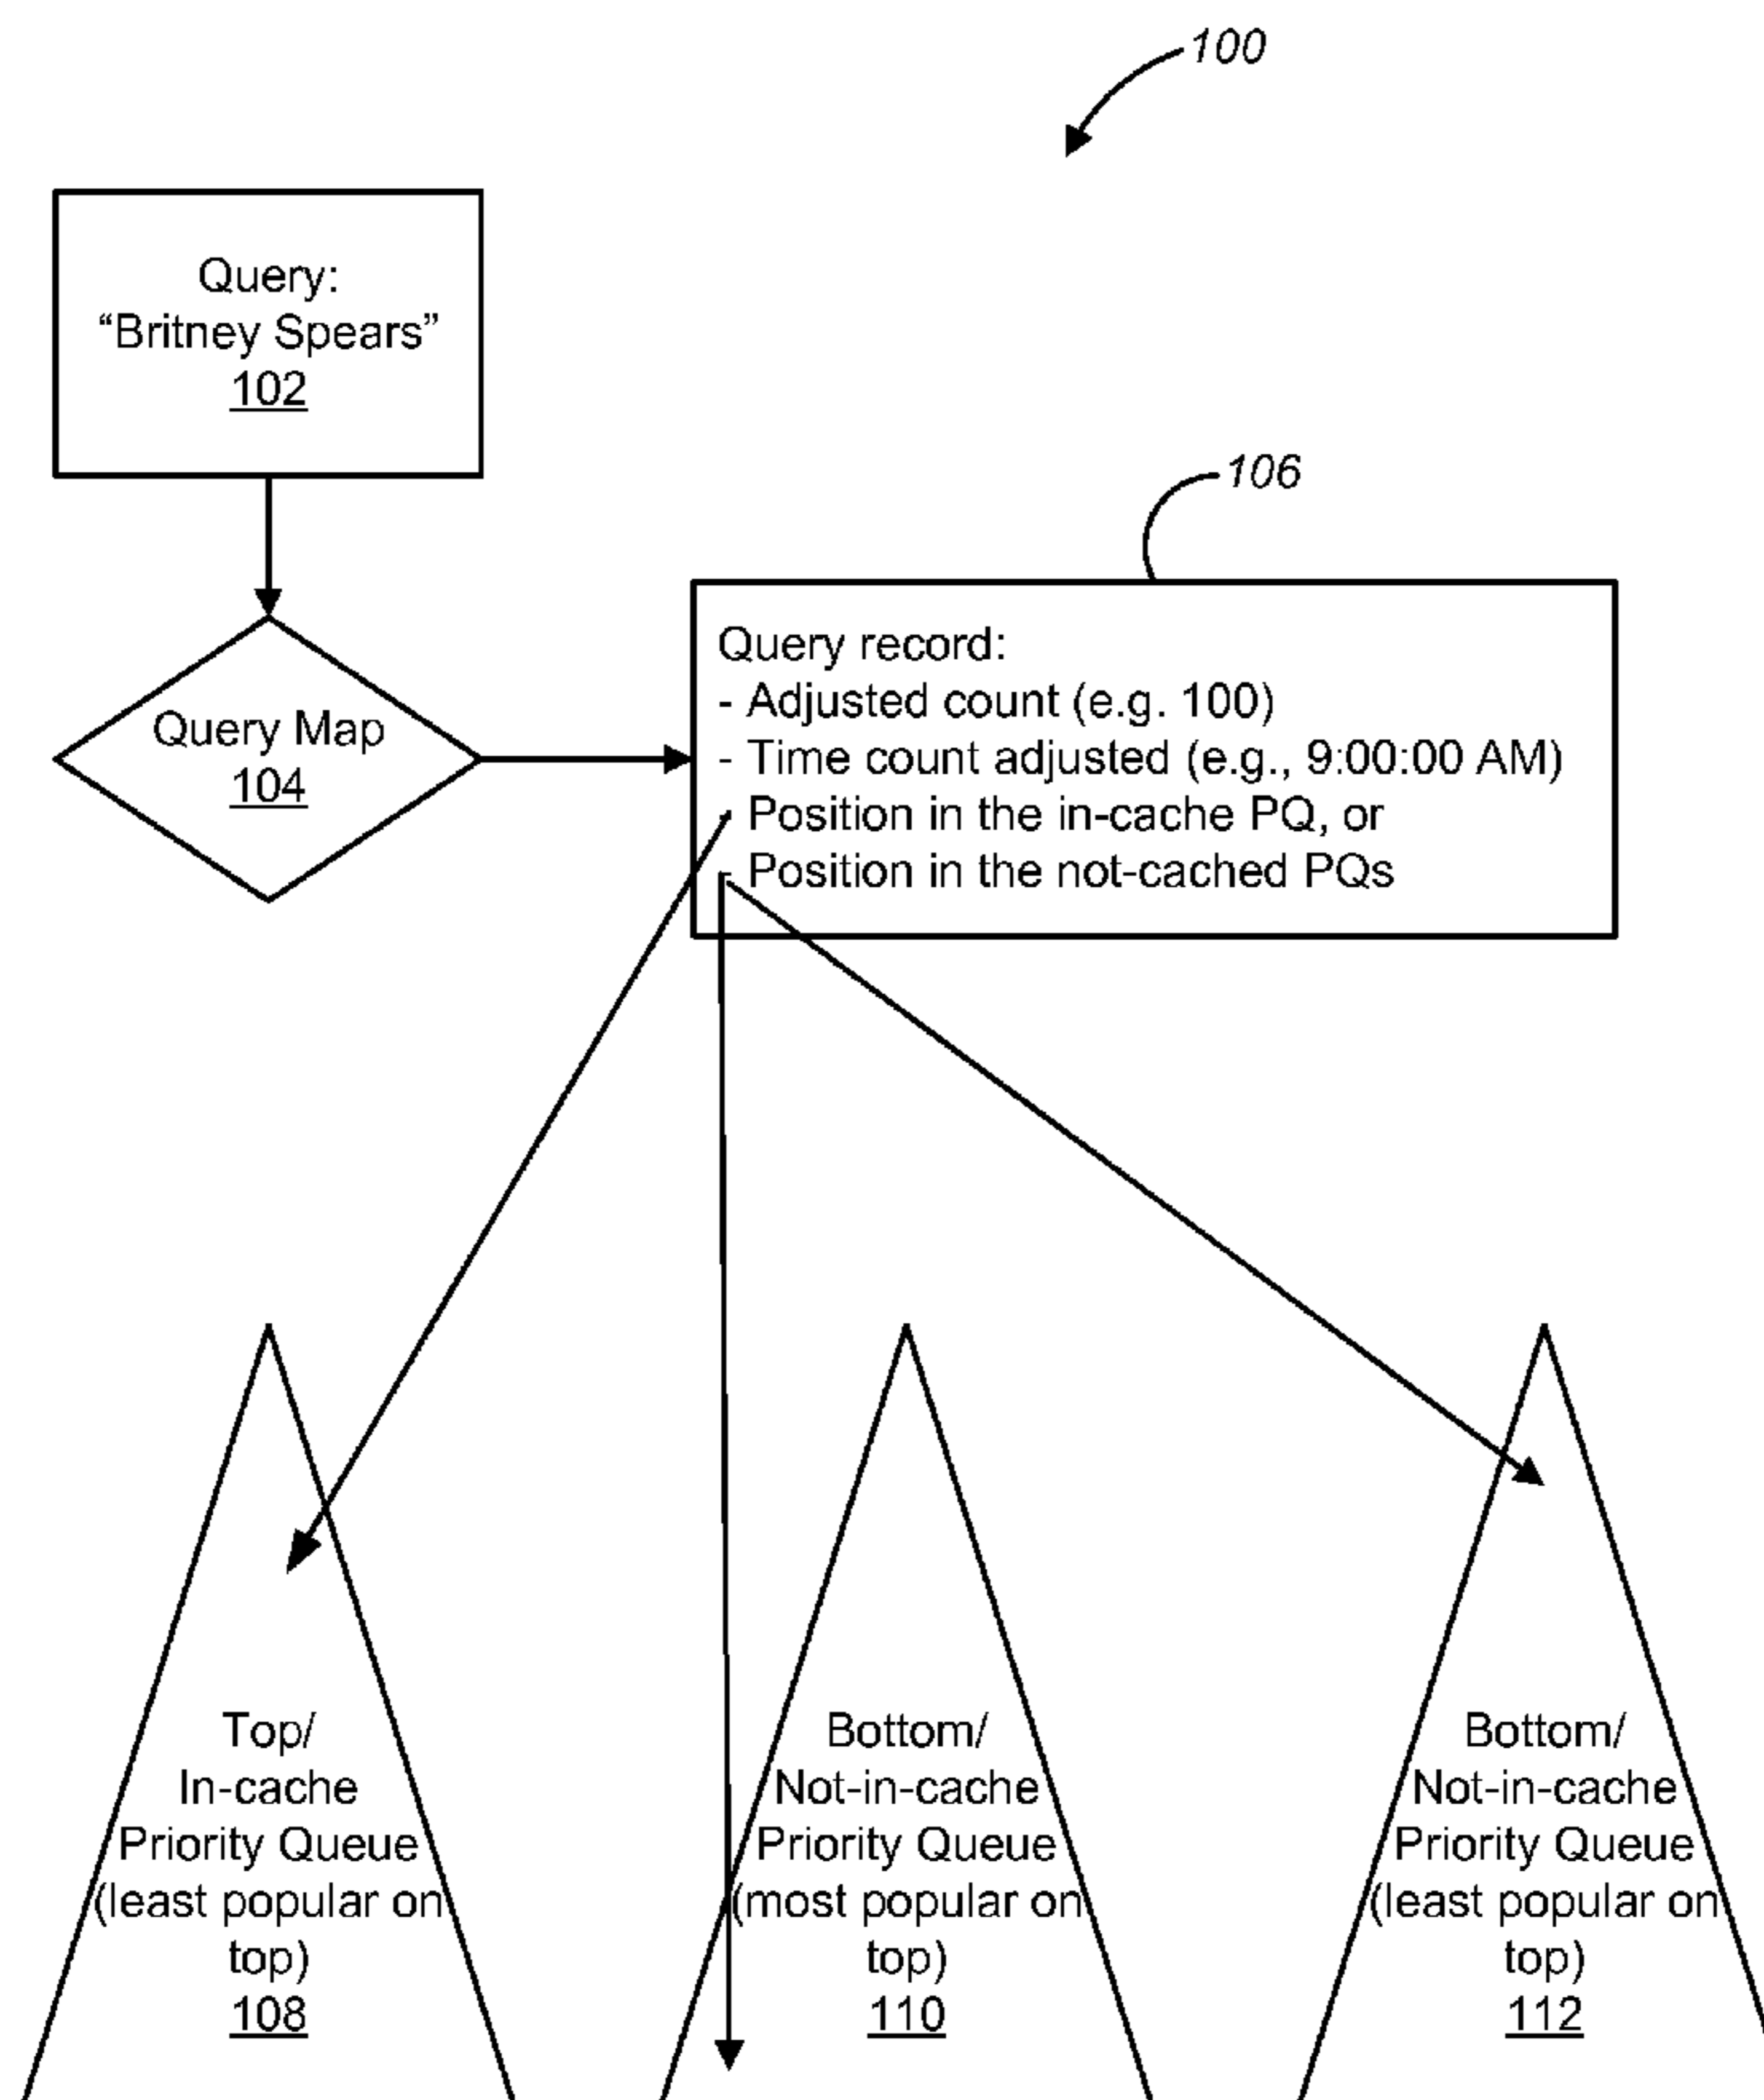 100
Query:
“Britney Spears”
102
106
Query record:
- Adjusted count (e.g. 100)
- Time count adjusted (e.g., 9:00:00 AM)
- Position in the in-cache PQ, or
- Position in the not-cached PQs
Query Map
104
Top/
In-cache
Priority Queue
(least popular on
top)
108
Bottom/
Not-in-cache
Priority Queue
(most popular on
top)
110
Bottom/
Not-in-cache
Priority Queue
(least popular on
top)
112